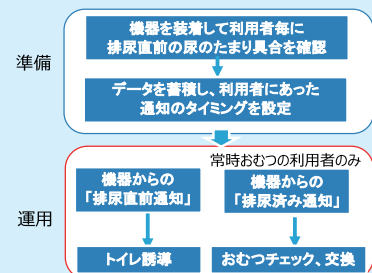 準備
機器を装着して利用者毎に
排尿直前の尿のたまり具合を確認
データを蓄積し、利用者にあった
通知のタイミングを設定
常時おむつの利用者のみ
運用
機器からの
「排尿直前通知」
機器からの
「排尿済み通知」
トイレ誘導
おむつチェック、交換